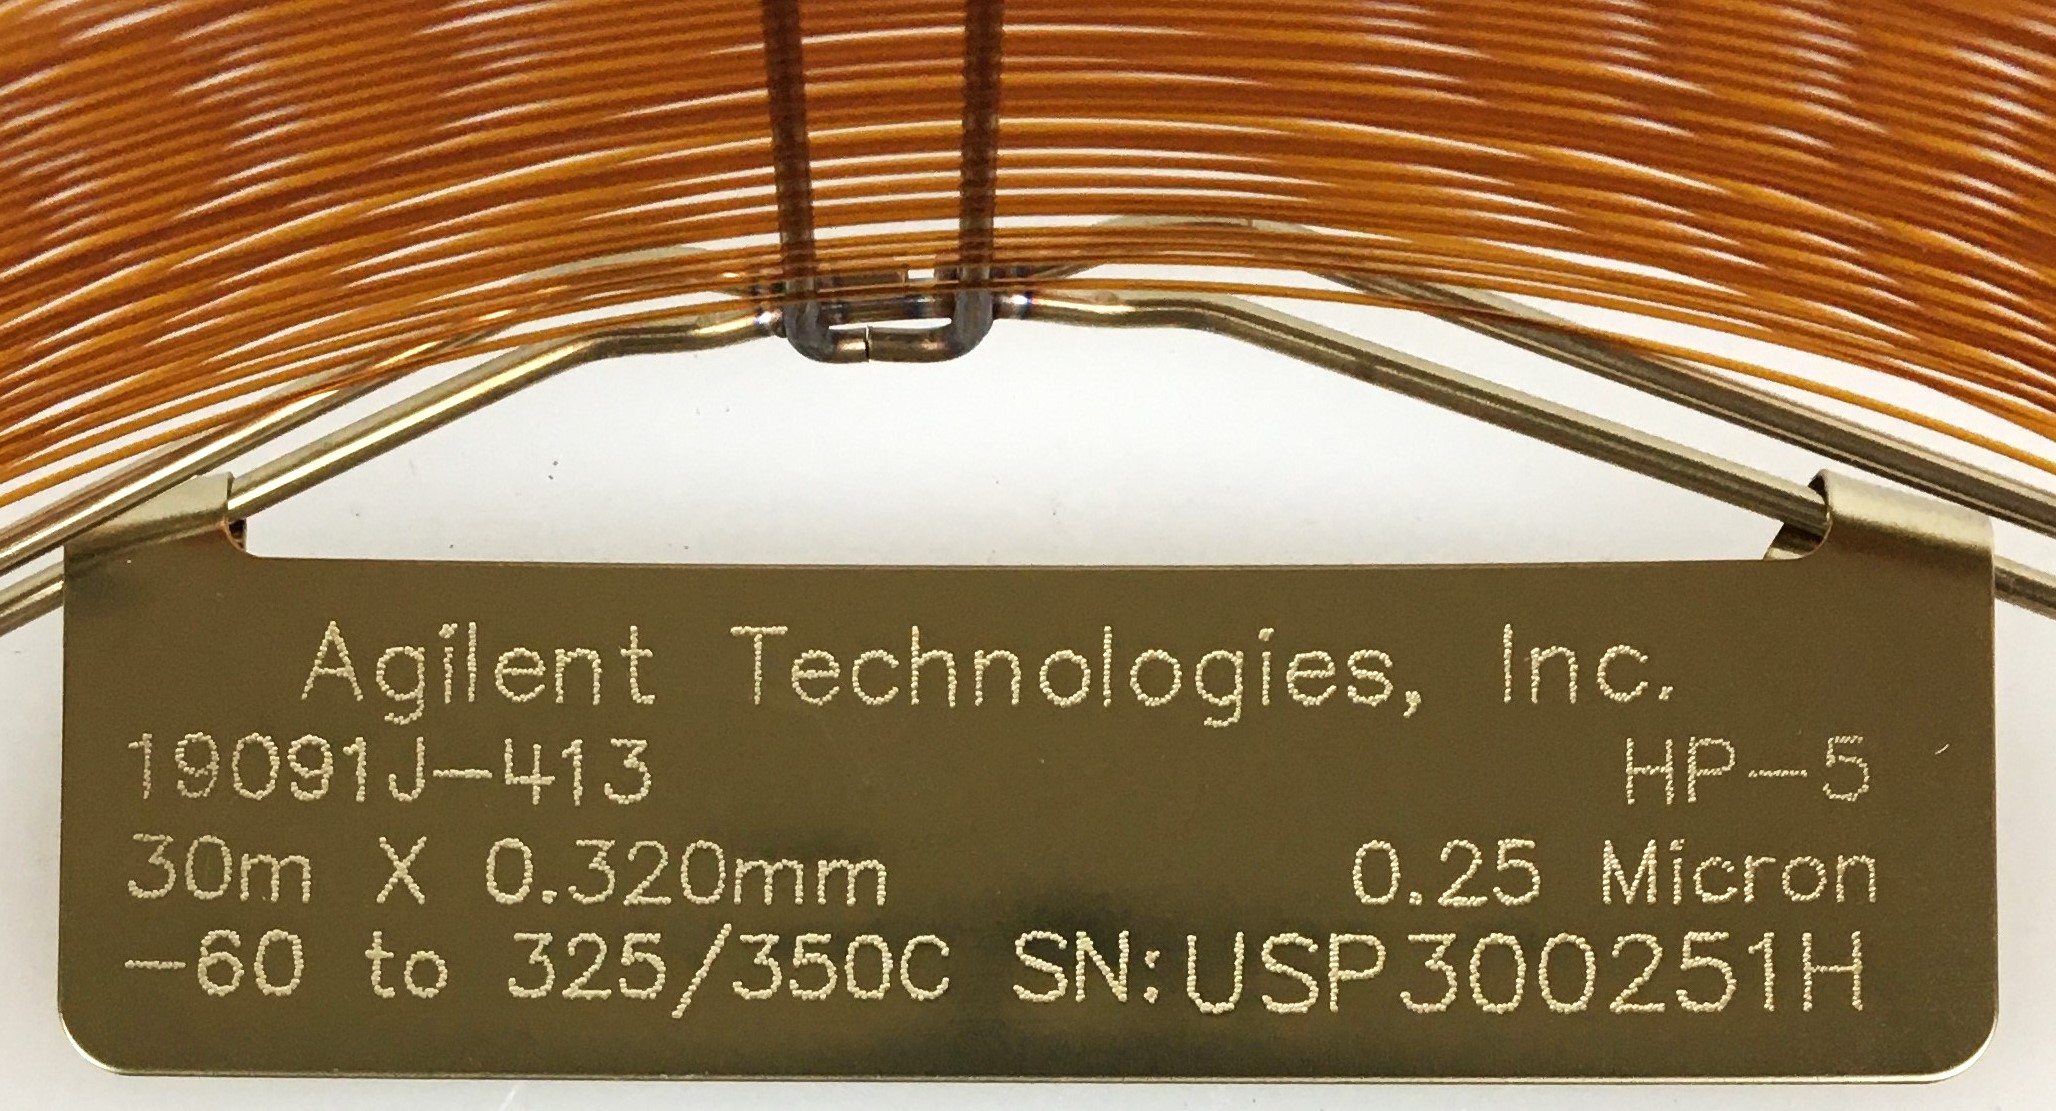 Agilent Technologies, Inc.
19091J-413 HP-5
30m X 0.320mm 0.25 Micron
-60 to 325/350C SN:USP300251H